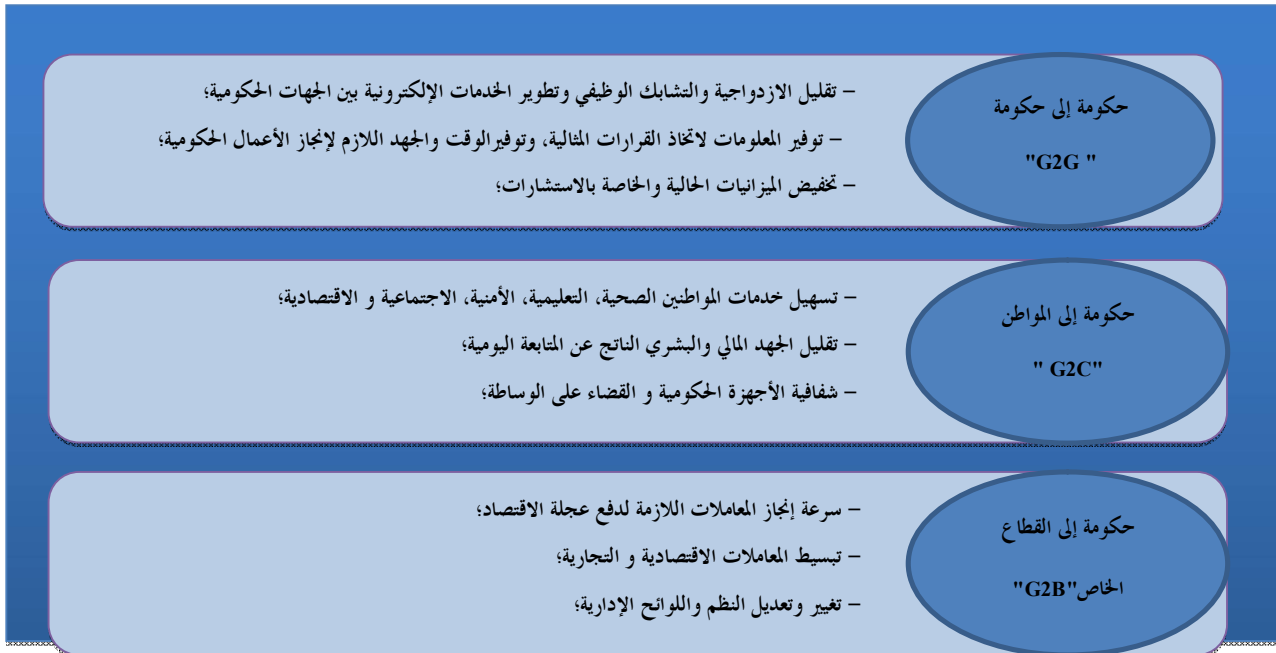 حكومة إلى حكومة
"G2G "
– تقليل الازدواجية والتشابك الوظيفي وتطوير الخدمات الإلكترونية بين الجهات الحكومية؛
– توفير المعلومات لاتخاذ القرارات المثالية، وتوفيرالوقت والجهد اللازم لإنجاز الأعمال الحكومية؛
– تخفيض الميزانيات الحالية والخاصة بالاستشارات؛
حكومة إلى المواطن
"G2C "
– تسهيل خدمات المواطنين الصحية، التعليمية، الأمنية، الاجتماعية و الاقتصادية؛
– تقليل الجهد المالي والبشري الناتج عن المتابعة اليومية؛
– شفافية الأجهزة الحكومية و القضاء على الوساطة؛
حكومة إلى القطاع
الخاص"G2B"
– سرعة إنجاز المعاملات اللازمة لدفع عجلة الاقتصاد؛
– تبسيط المعاملات الاقتصادية و التجارية؛
– تغيير وتعديل النظم واللوائح الإدارية؛